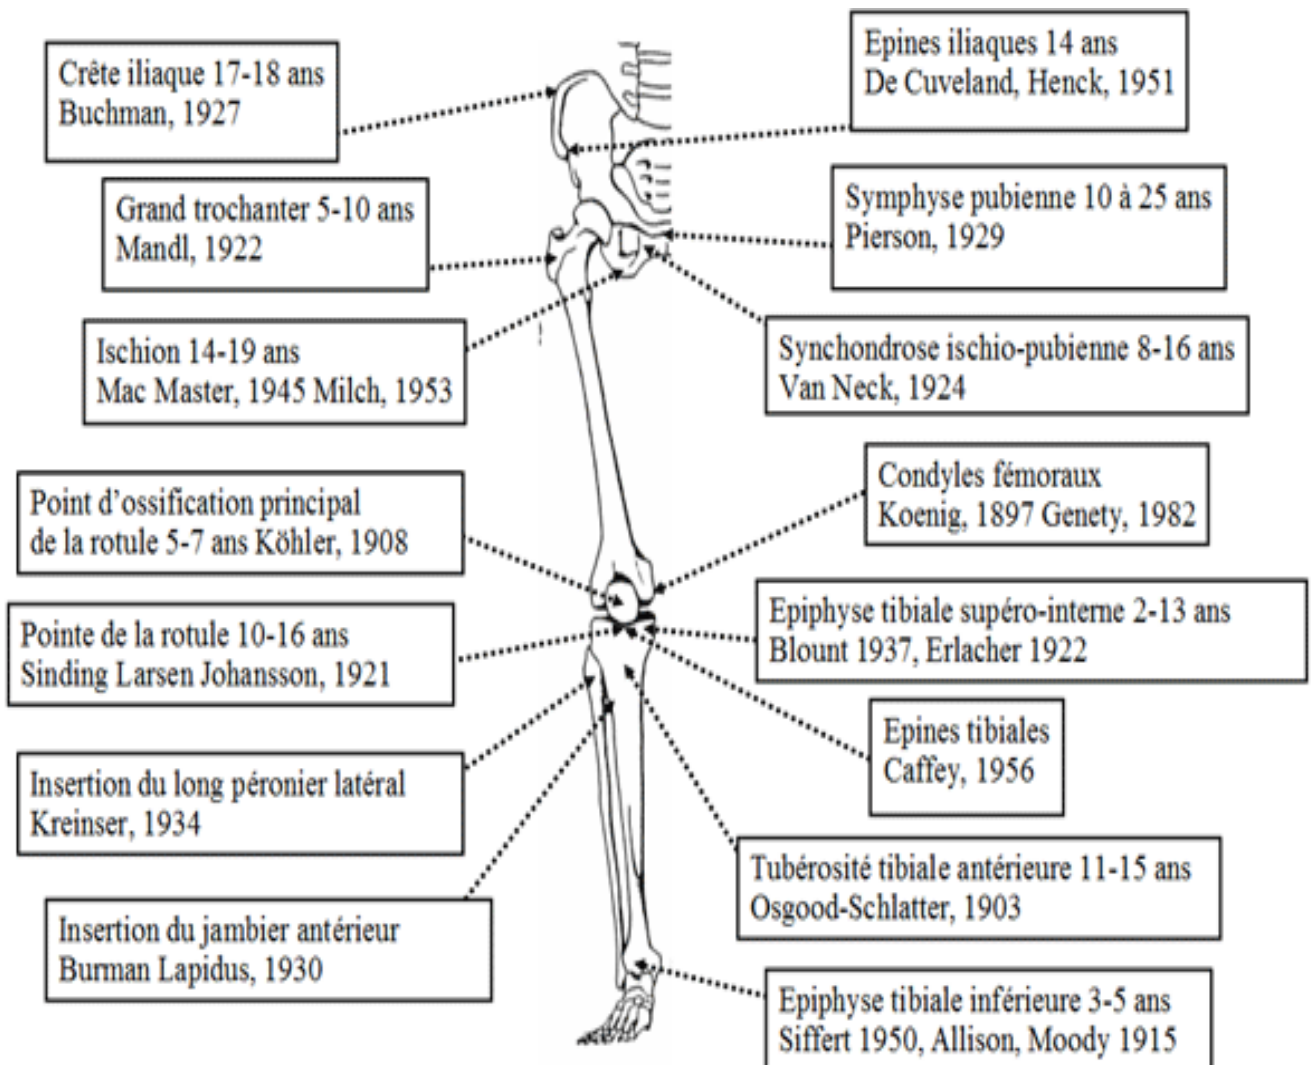 Crête iliaque 17-18 ans
Buchman, 1927
Epines iliaques 14 ans
De Cuveland, Henck, 1951
Grand trochanter 5-10 ans
Mandl, 1922
Symphyse pubienne 10 à 25 ans
Pierson, 1929
Ischion 14-19 ans
Mac Master, 1945 Milch, 1953
Synchondrose ischio-pubienne 8-16 ans
Van Neck, 1924
Point d'ossification principal
de la rotule 5-7 ans Köhler, 1908
Condyles fémoraux
Koenig, 1897 Genety, 1982
Pointe de la rotule 10-16 ans
Sinding Larsen Johansson, 1921
Epiphyse tibiale supéro-interne 2-13 ans
Blount 1937, Erlacher 1922
Epines tibiales
Caffey, 1956
Insertion du long péronier latéral
Kreinser, 1934
Tubérosité tibiale antérieure 11-15 ans
Osgood-Schlatter, 1903
Insertion du jambier antérieur
Burman Lapidus, 1930
Epiphyse tibiale inférieure 3-5 ans
Siffert 1950, Allison, Moody 1915